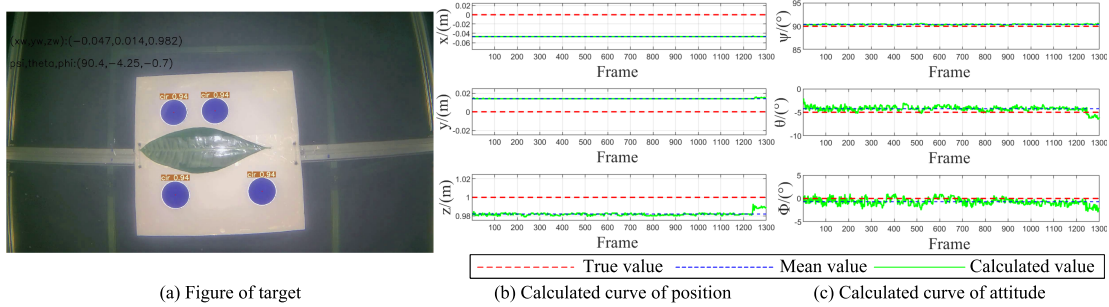 (xw,yw,zw):(-0.047,0.014,0.982)
psi,theta,phi:(90.4,-4.25,-0.7)
clr 0.94
clr 0.94
clr 0.94
clr 0.94
(a) Figure of target
x/(m)
0.02
0
-0.02
-0.04
-0.06
100 200 300 400 500 600 700 800 900 1000 1100 1200 1300
Frame
y/(m)
0.02
0
-0.02
100 200 300 400 500 600 700 800 900 1000 1100 1200 1300
Frame
z/(m)
1.02
1
0.98
100 200 300 400 500 600 700 800 900 1000 1100 1200 1300
Frame
(b) Calculated curve of position
ψ/(°)
95
90
85
100 200 300 400 500 600 700 800 900 1000 1100 1200 1300
Frame
θ/(°)
0
-5
-10
100 200 300 400 500 600 700 800 900 1000 1100 1200 1300
Frame
Φ/(°)
5
0
-5
100 200 300 400 500 600 700 800 900 1000 1100 1200 1300
Frame
True value Mean value Calculated value
(c) Calculated curve of attitude